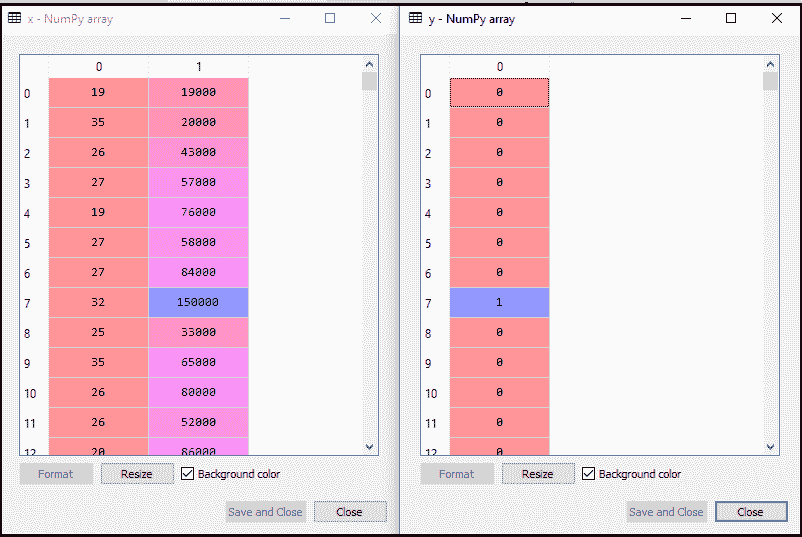 x - NumPy array
0 1
0 19 19000
1 35 20000
2 26 43000
3 27 57000
4 19 76000
5 27 58000
6 27 84000
7 32 150000
8 25 33000
9 35 65000
10 26 80000
11 26 52000
12 20 86000
Format Resize Background color
Save and Close Close
y - NumPy array
0
0 0
1 0
2 0
3 0
4 0
5 0
6 0
7 1
8 0
9 0
10 0
11 0
12 0
Format Resize Background color
Save and Close Close